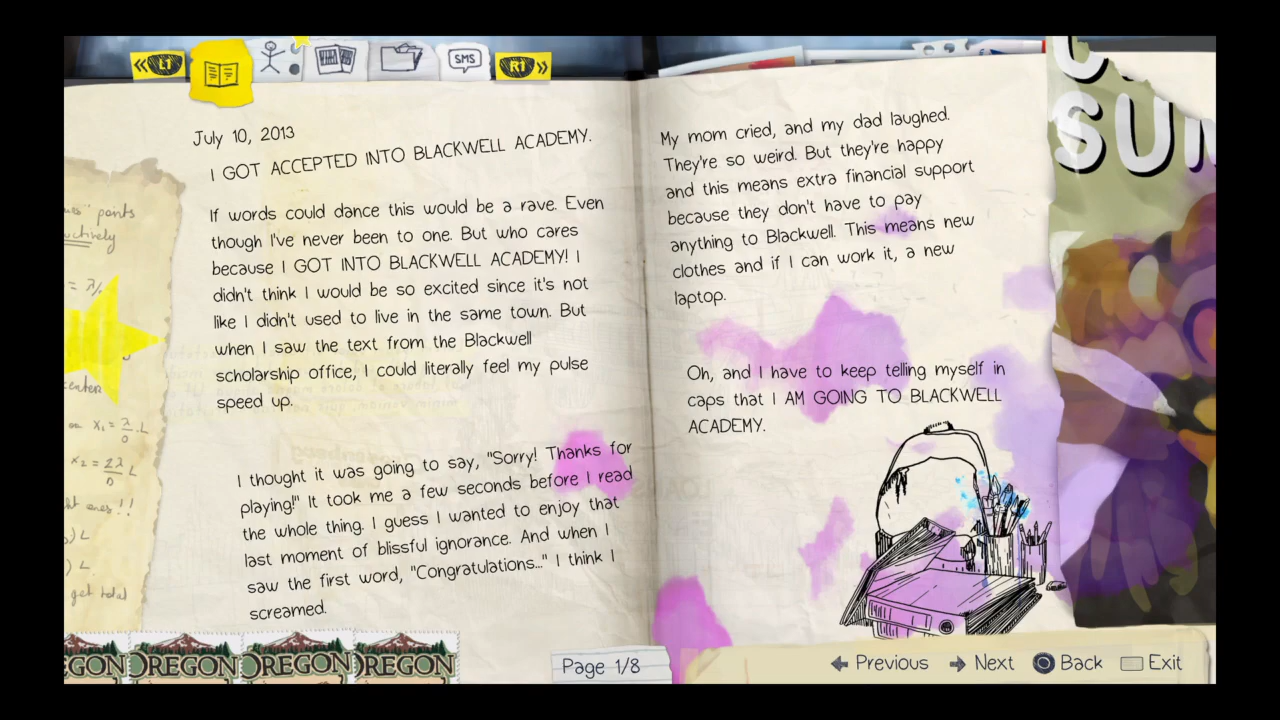 LT
SMS
R1
July 10, 2013
I GOT ACCEPTED INTO BLACKWELL ACADEMY.
If words could dance this would be a rave. Even
though I've never been to one. But who cares
because I GOT INTO BLACKWELL ACADEMY! I
didn't think I would be so excited since it's not
like I didn't used to live in the same town. But
when I saw the text from the Blackwell
scholarship office, I could literally feel my pulse
speed up.
I thought it was going to say, "Sorry! Thanks for
playing!" It took me a few seconds before I read
the whole thing. I guess I wanted to enjoy that
last moment of blissful ignorance. And when I
saw the first word, "Congratulations..." I think I
screamed.
My mom cried, and my dad laughed.
They're so weird. But they're happy
and this means extra financial support
because they don't have to pay
anything to Blackwell. This means new
clothes and if I can work it, a new
laptop.
Oh, and I have to keep telling myself in
caps that I AM GOING TO BLACKWELL
ACADEMY.
points
= λ/
x₁ = λ/D . L
x₂ = 2λ/D L
!!
) L
) L
get total
SUN
EGON OREGON OREGON OREGON
Page 1/8
Previous Next Back Exit